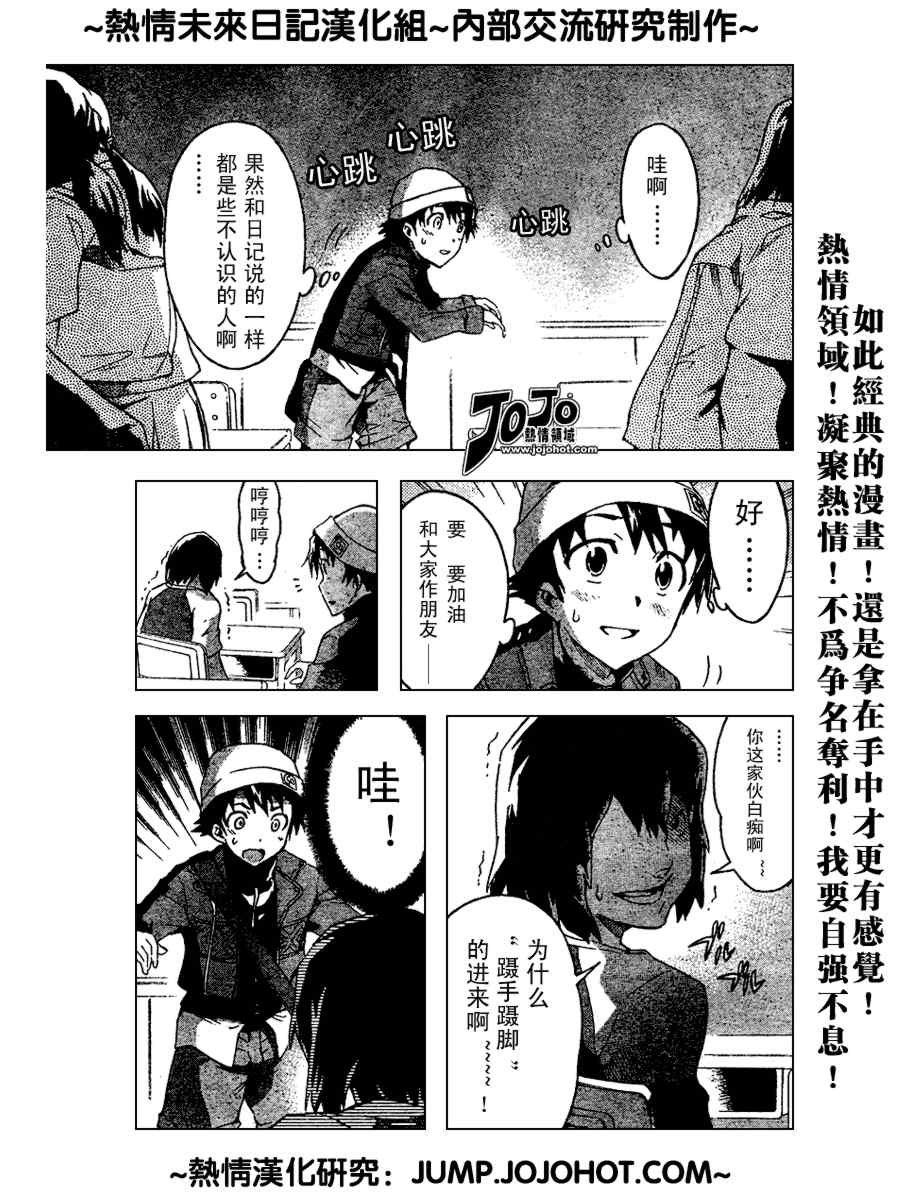 ~熱情未來日記漢化組~內部交流研究制作~
哇啊……
心跳
心跳
心跳
果然和日记说的一样
都是些不认识的人啊
……
JOJO
熱情領域
www.jojohot.com
好……
要 要加油
和大家作朋友
——
哼哼哼…
……
你这家伙白痴啊~
为什么
“蹑手蹑脚”
的进来啊~~~~！
哇！
如此經典的漫畫！還是拿在手中才更有感覺！
熱情領域！凝聚熱情！不爲争名奪利！我要自强不息！
~熱情漢化研究：JUMP.JOJOHOT.COM~